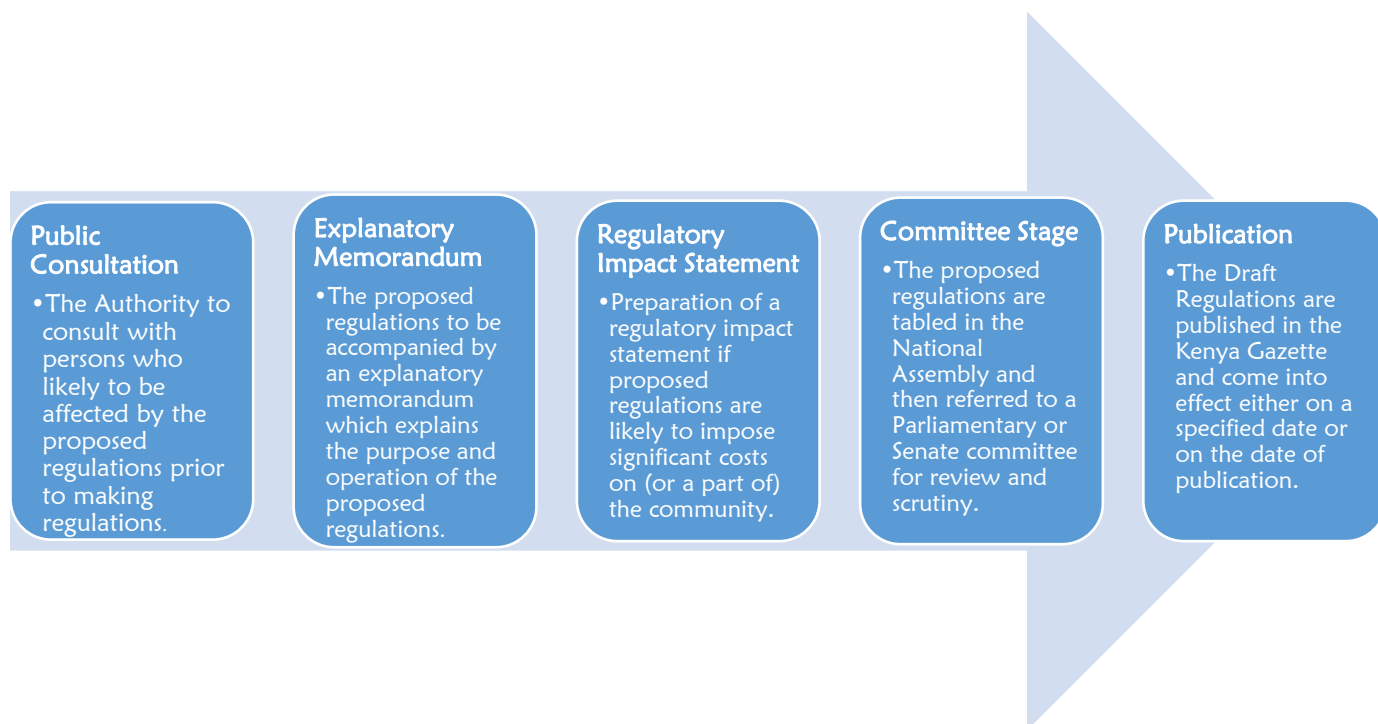 Public
Consultation
•The Authority to
consult with
persons who
likely to be
affected by the
proposed
regulations prior
to making
regulations.
Explanatory
Memorandum
•The proposed
regulations to be
accompanied by
an explanatory
memorandum
which explains
the purpose and
operation of the
proposed
regulations.
Regulatory
Impact Statement
•Preparation of a
regulatory impact
statement if
proposed
regulations are
likely to impose
significant costs
on (or a part of)
the community.
Committee Stage
•The proposed
regulations are
tabled in the
National
Assembly and
then referred to a
Parliamentary or
Senate committee
for review and
scrutiny.
Publication
•The Draft
Regulations are
published in the
Kenya Gazette
and come into
effect either on a
specified date or
on the date of
publication.